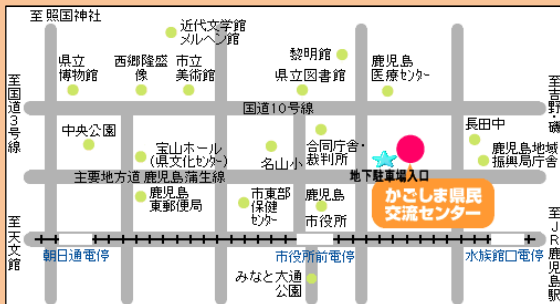 至 照国神社
近代文学館
メルヘン館
黎明館
県立
博物館
西郷隆盛
像
市立
美術館
県立図書館
鹿児島
医療センター
至国道3号線
至吉野・磯
国道10号線
中央公園
宝山ホール
(県文化センター)
名山小
合同庁舎・
裁判所
長田中
鹿児島地域
振興局庁舎
地下駐車場入口
主要地方道 鹿児島蒲生線
かごしま県民
交流センター
鹿児島
東郵便局
市東部
保健
センター
鹿児島
市役所
至天文館
至JR鹿児島駅
朝日通電停
市役所前電停
水族館口電停
みなと大通
公園